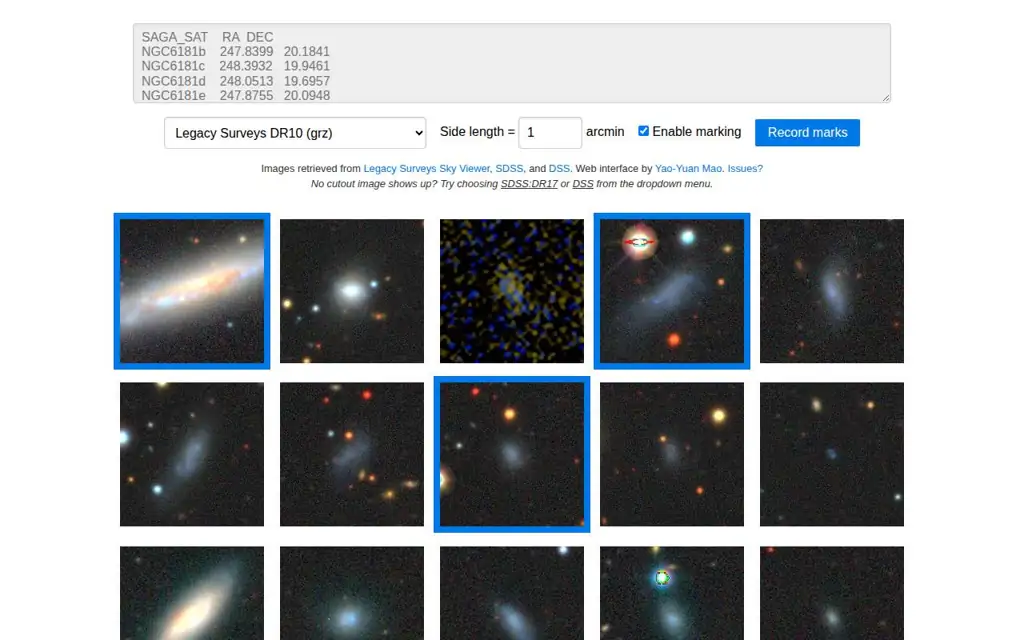 SAGA_SAT RA DEC
NGC6181b 247.8399 20.1841
NGC6181c 248.3932 19.9461
NGC6181d 248.0513 19.6957
NGC6181e 247.8755 20.0948
Legacy Surveys DR10 (grz) Side length = 1 arcmin Enable marking Record marks
Images retrieved from Legacy Surveys Sky Viewer, SDSS, and DSS. Web interface by Yao-Yuan Mao. Issues?
No cutout image shows up? Try choosing SDSS:DR17 or DSS from the dropdown menu.